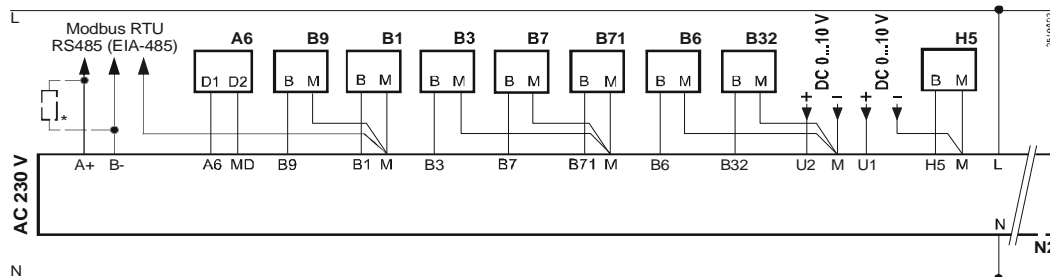 L
Modbus RTU
RS485 (EIA-485)
A6 B9 B1 B3 B7 B71 B6 B32 DC 0...10 V DC 0...10 V H5
D1 D2 B M B M B M B M B M B M B M + – + – B M
*
A+ B- A6 MD B9 B1 M B3 B7 B71 M B6 B32 U2 M U1 H5 M L
AC 230 V
N
N2
N